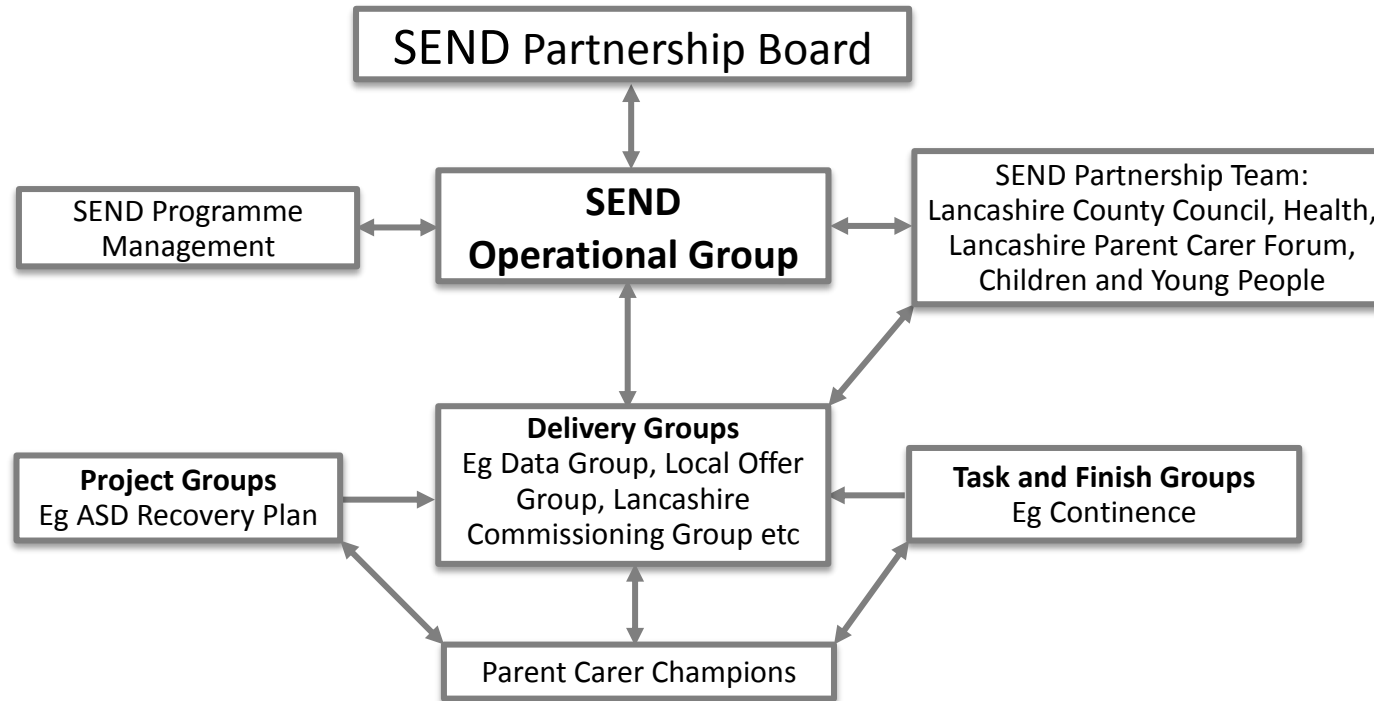 SEND Partnership Board
SEND
Operational Group
SEND Programme
Management
SEND Partnership Team:
Lancashire County Council, Health,
Lancashire Parent Carer Forum,
Children and Young People
Delivery Groups
Eg Data Group, Local Offer
Group, Lancashire
Commissioning Group etc
Project Groups
Eg ASD Recovery Plan
Task and Finish Groups
Eg Continence
Parent Carer Champions